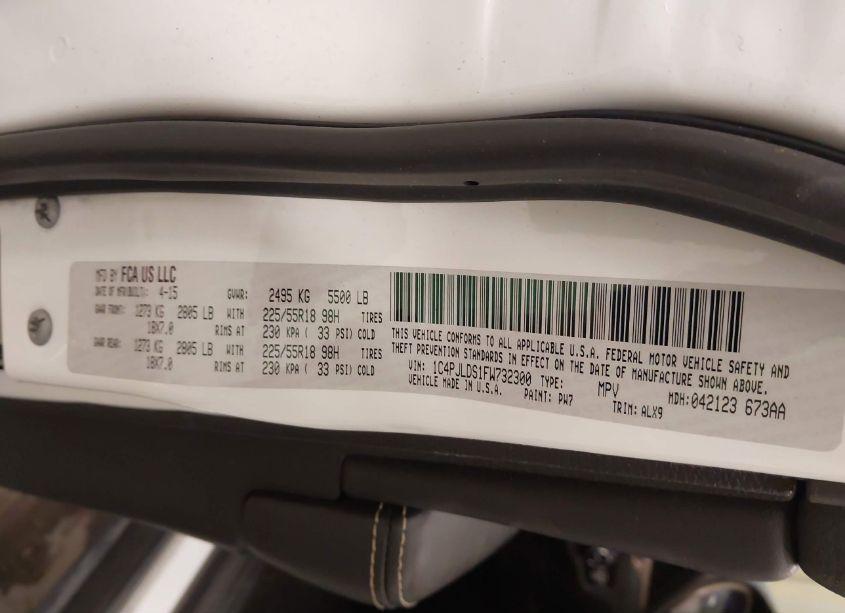 MFD BY FCA US LLC
DATE OF MFR(BUILT): 4-15 GVWR: 2495 KG 5500 LB
GAWR FRONT: 1273 KG 2805 LB WITH 225/55R18 98H TIRES
18X7.0 RIMS AT 230 KPA ( 33 PSI) COLD
GAWR REAR: 1273 KG 2805 LB WITH 225/55R18 98H TIRES
18X7.0 RIMS AT 230 KPA ( 33 PSI) COLD
THIS VEHICLE CONFORMS TO ALL APPLICABLE U.S.A. FEDERAL MOTOR VEHICLE SAFETY AND
THEFT PREVENTION STANDARDS IN EFFECT ON THE DATE OF MANUFACTURE SHOWN ABOVE.
VIN: 1C4PJLDS1FW732300 TYPE: MPV MDH:042123 673AA
VEHICLE MADE IN U.S.A. PAINT: PW7 TRIM: ALX9